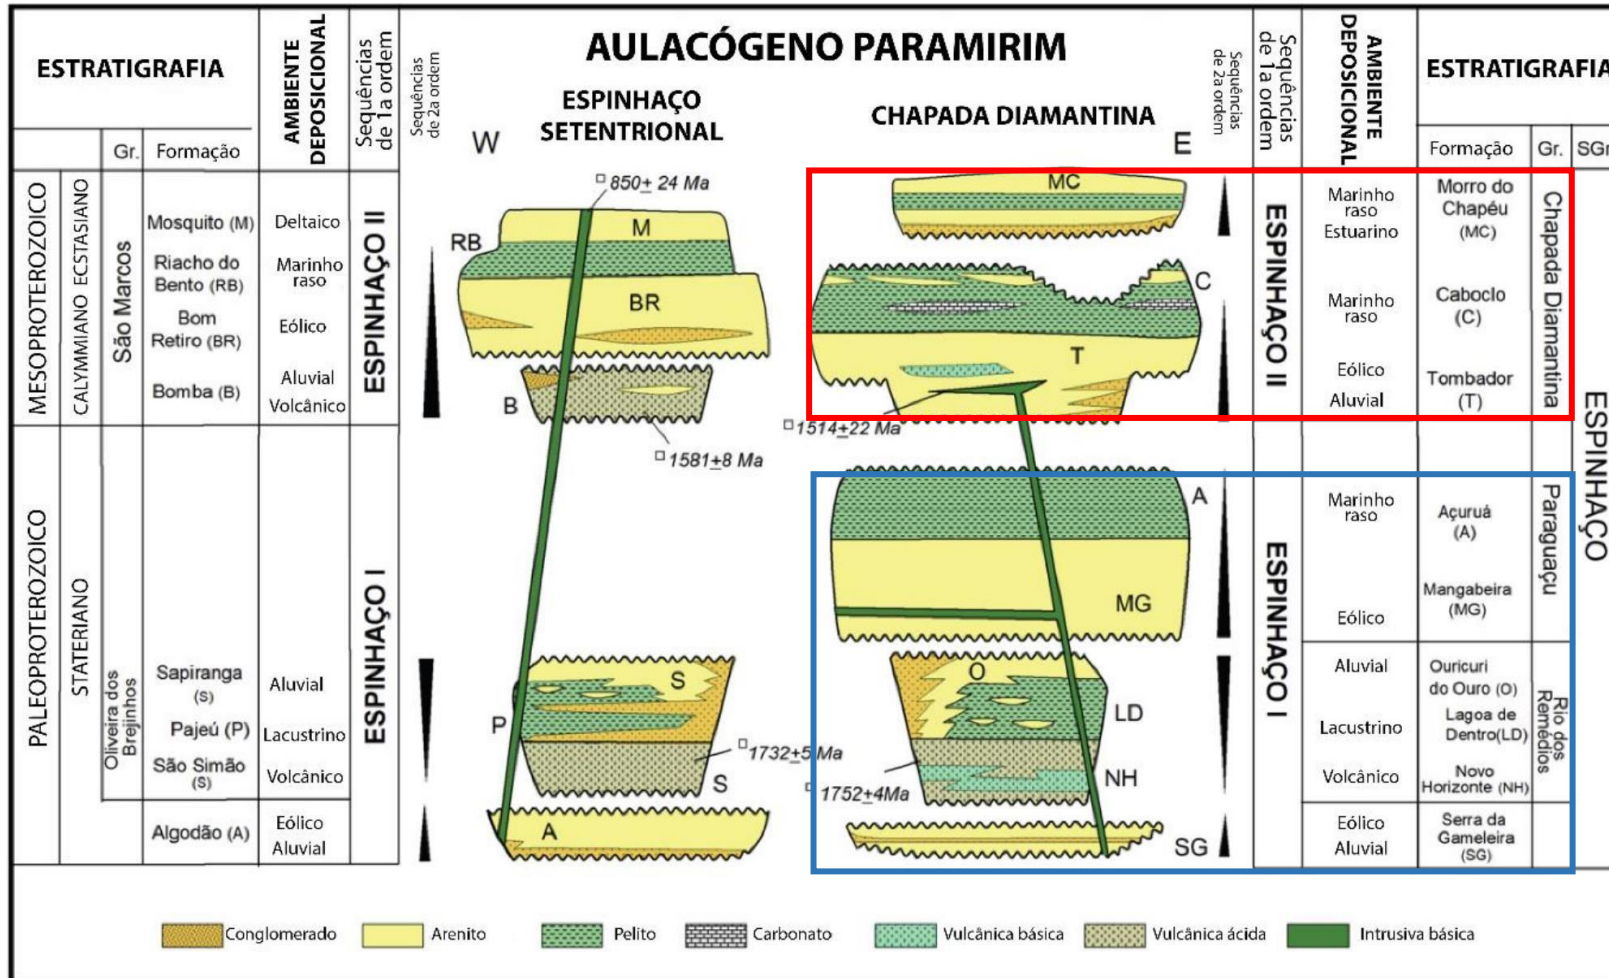 AULACÓGENO PARAMIRIM
ESTRATIGRAFIA
AMBIENTE
DEPOSICIONAL
Sequências
de 1a ordem
Sequências
de 2a ordem
ESPINHAÇO
SETENTRIONAL
CHAPADA DIAMANTINA
Sequências
de 2a ordem
Sequências
de 1a ordem
AMBIENTE
DEPOSICIONAL
ESTRATIGRAFIA
Gr.
Formação
W
E
Formação
Gr.
SGr
MESOPROTEROZOICO
CALYMMIANO ECSTASIANO
São Marcos
Mosquito (M)
Deltaico
Riacho do
Bento (RB)
Marinho
raso
Bom
Retiro (BR)
Eólico
Bomba (B)
Aluvial
Volcânico
ESPINHAÇO II
PALEOPROTEROZOICO
STATERIANO
Oliveira dos
Brejinhos
Sapiranga
(S)
Aluvial
Pajeú (P)
Lacustrino
São Simão
(S)
Volcânico
Algodão (A)
Eólico
Aluvial
ESPINHAÇO I
850± 24 Ma
RB
M
BR
B
1581±8 Ma
S
P
1732±5 Ma
S
A
MC
C
T
1514±22 Ma
A
MG
O
LD
NH
1752±4Ma
SG
ESPINHAÇO II
Marinho
raso
Estuarino
Morro do
Chapéu
(MC)
Marinho
raso
Caboclo
(C)
Eólico
Aluvial
Tombador
(T)
Chapada Diamantina
ESPINHAÇO I
Marinho
raso
Açuruá
(A)
Eólico
Mangabeira
(MG)
Paraguaçu
Aluvial
Ouricuri
do Ouro (O)
Lacustrino
Lagoa de
Dentro(LD)
Volcânico
Novo
Horizonte (NH)
Rio dos
Remédios
Eólico
Aluvial
Serra da
Gameleira
(SG)
ESPINHAÇO
Conglomerado
Arenito
Pelito
Carbonato
Vulcânica básica
Vulcânica ácida
Intrusiva básica